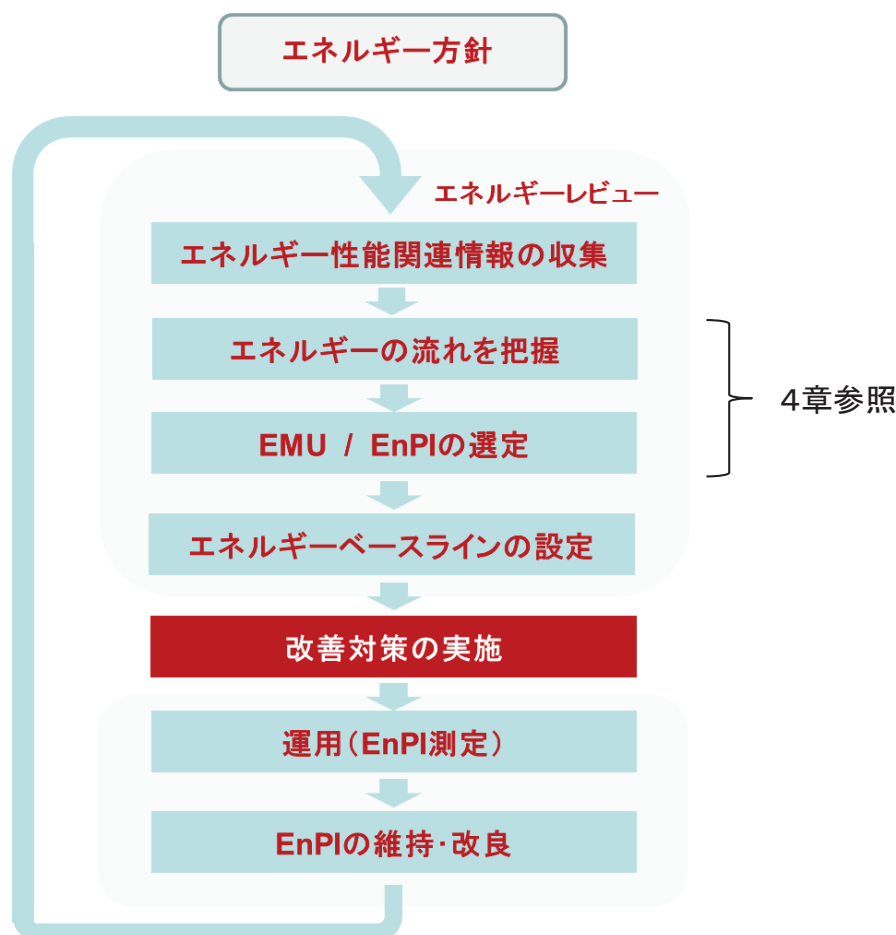 エネルギー方針
エネルギーレビュー
エネルギー性能関連情報の収集
エネルギーの流れを把握
EMU / EnPIの選定
4章参照
エネルギーベースラインの設定
改善対策の実施
運用(EnPI測定)
EnPIの維持・改良